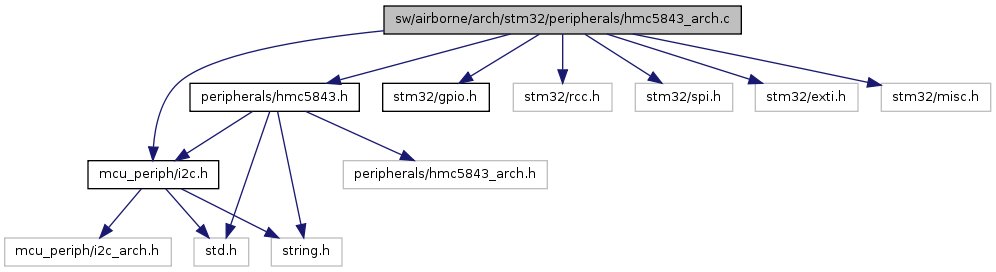 sw/airborne/arch/stm32/peripherals/hmc5843_arch.c
peripherals/hmc5843.h
stm32/gpio.h
stm32/rcc.h
stm32/spi.h
stm32/exti.h
stm32/misc.h
mcu_periph/i2c.h
peripherals/hmc5843_arch.h
mcu_periph/i2c_arch.h
std.h
string.h